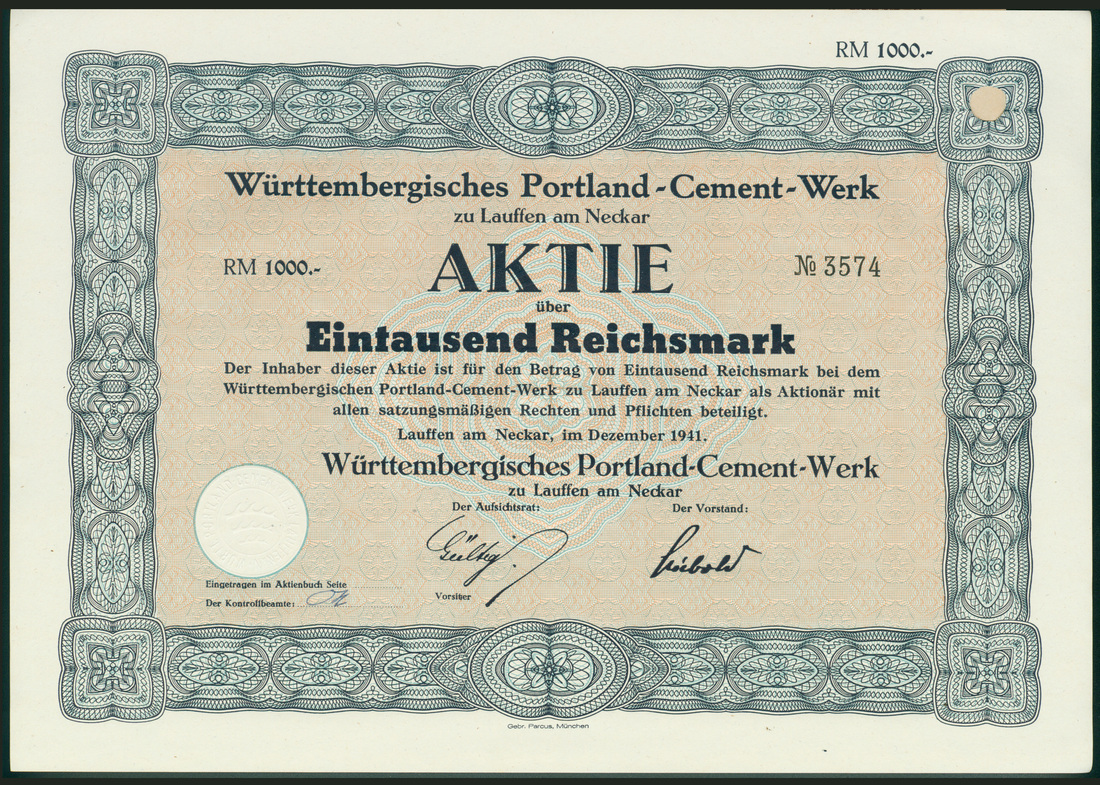 RM 1000.-
Württembergisches Portland-Cement-Werk
zu Lauffen am Neckar
AKTIE
RM 1000.-
№ 3574
über
Eintausend Reichsmark
Der Inhaber dieser Aktie ist für den Betrag von Eintausend Reichsmark bei dem
Württembergischen Portland-Cement-Werk zu Lauffen am Neckar als Aktionär mit
allen satzungsmäßigen Rechten und Pflichten beteiligt.
Lauffen am Neckar, im Dezember 1941.
Württembergisches Portland-Cement-Werk
zu Lauffen am Neckar
Der Aufsichtsrat:
Der Vorstand:
Vorsitzer
Eingetragen im Aktienbuch Seite
Der Kontrollbeamte:
Gebr. Parcus, München